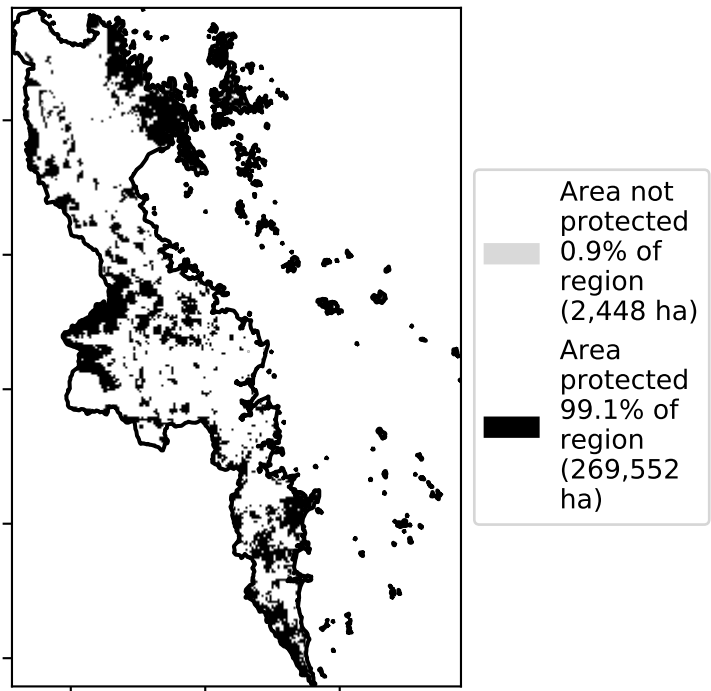 Area not
protected
0.9% of
region
(2,448 ha)
Area
protected
99.1% of
region
(269,552
ha)